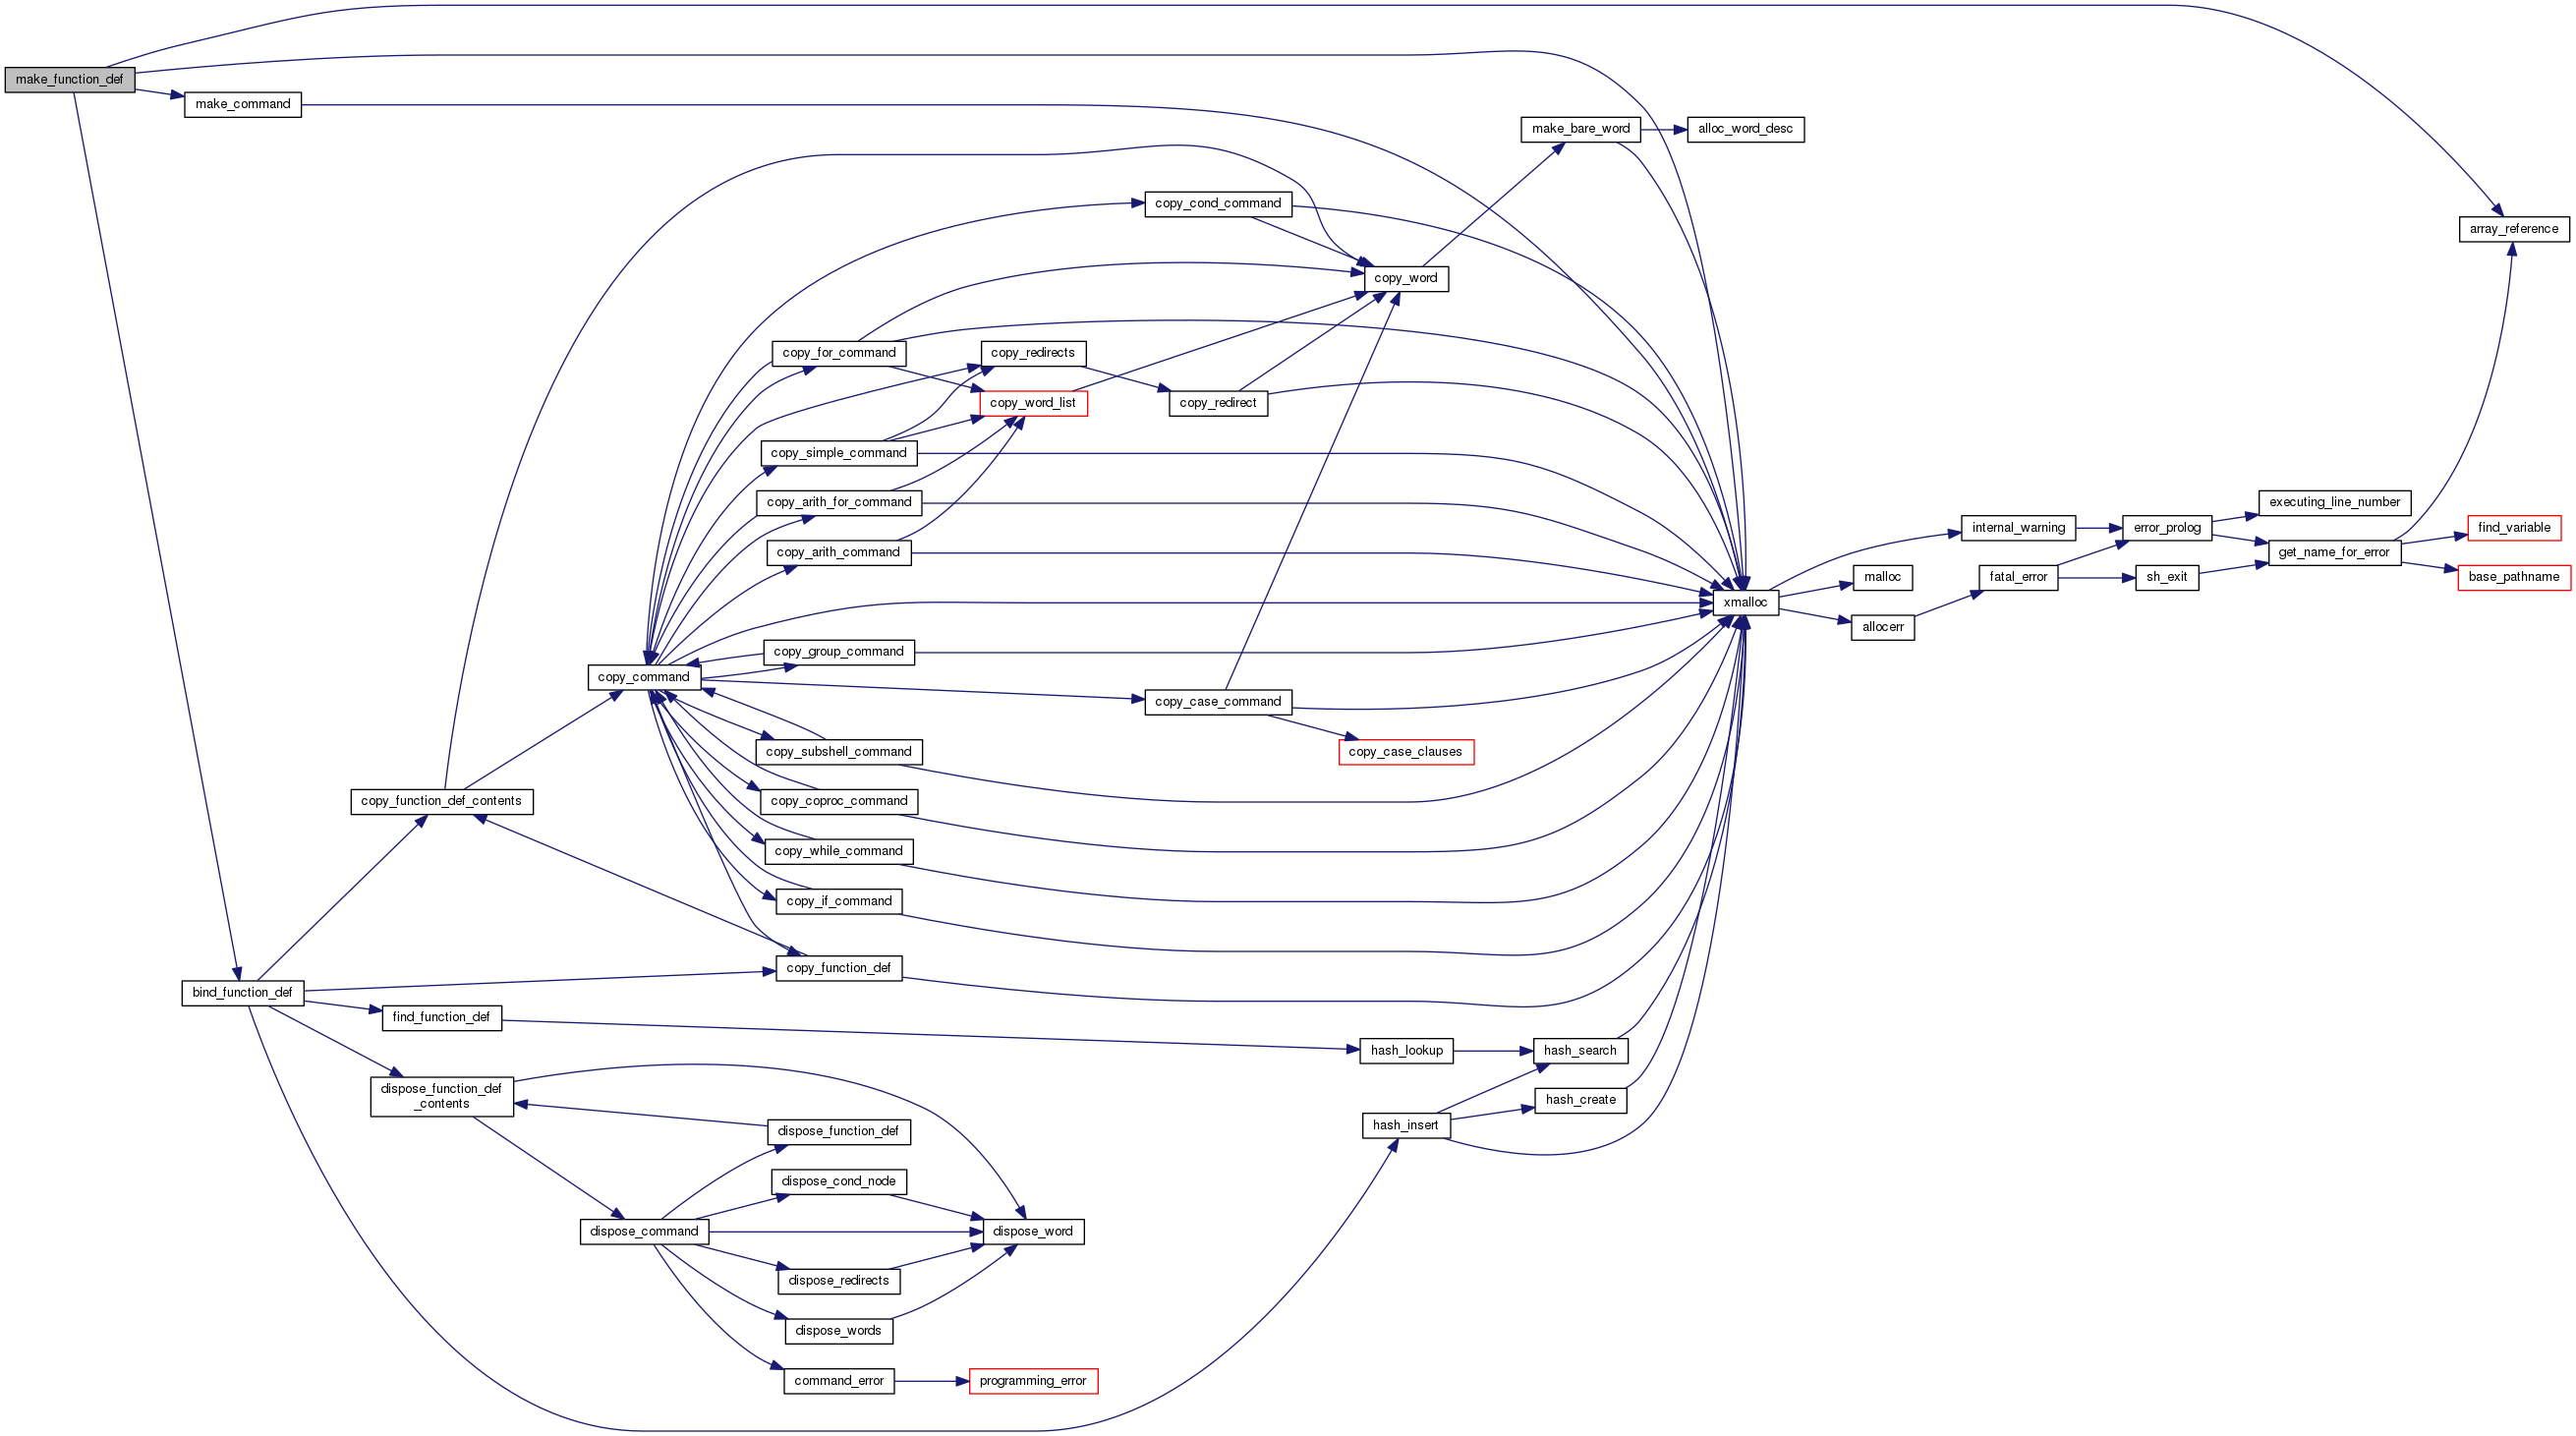 make_function_def
make_command
make_bare_word
alloc_word_desc
copy_cond_command
array_reference
copy_word
copy_for_command
copy_redirects
copy_word_list
copy_redirect
copy_simple_command
copy_arith_for_command
executing_line_number
internal_warning
error_prolog
find_variable
copy_arith_command
get_name_for_error
malloc
fatal_error
sh_exit
base_pathname
xmalloc
allocerr
copy_group_command
copy_command
copy_case_command
copy_subshell_command
copy_case_clauses
copy_function_def_contents
copy_coproc_command
copy_while_command
copy_if_command
copy_function_def
bind_function_def
find_function_def
hash_lookup
hash_search
dispose_function_def
_contents
hash_create
hash_insert
dispose_function_def
dispose_cond_node
dispose_command
dispose_word
dispose_redirects
dispose_words
command_error
programming_error